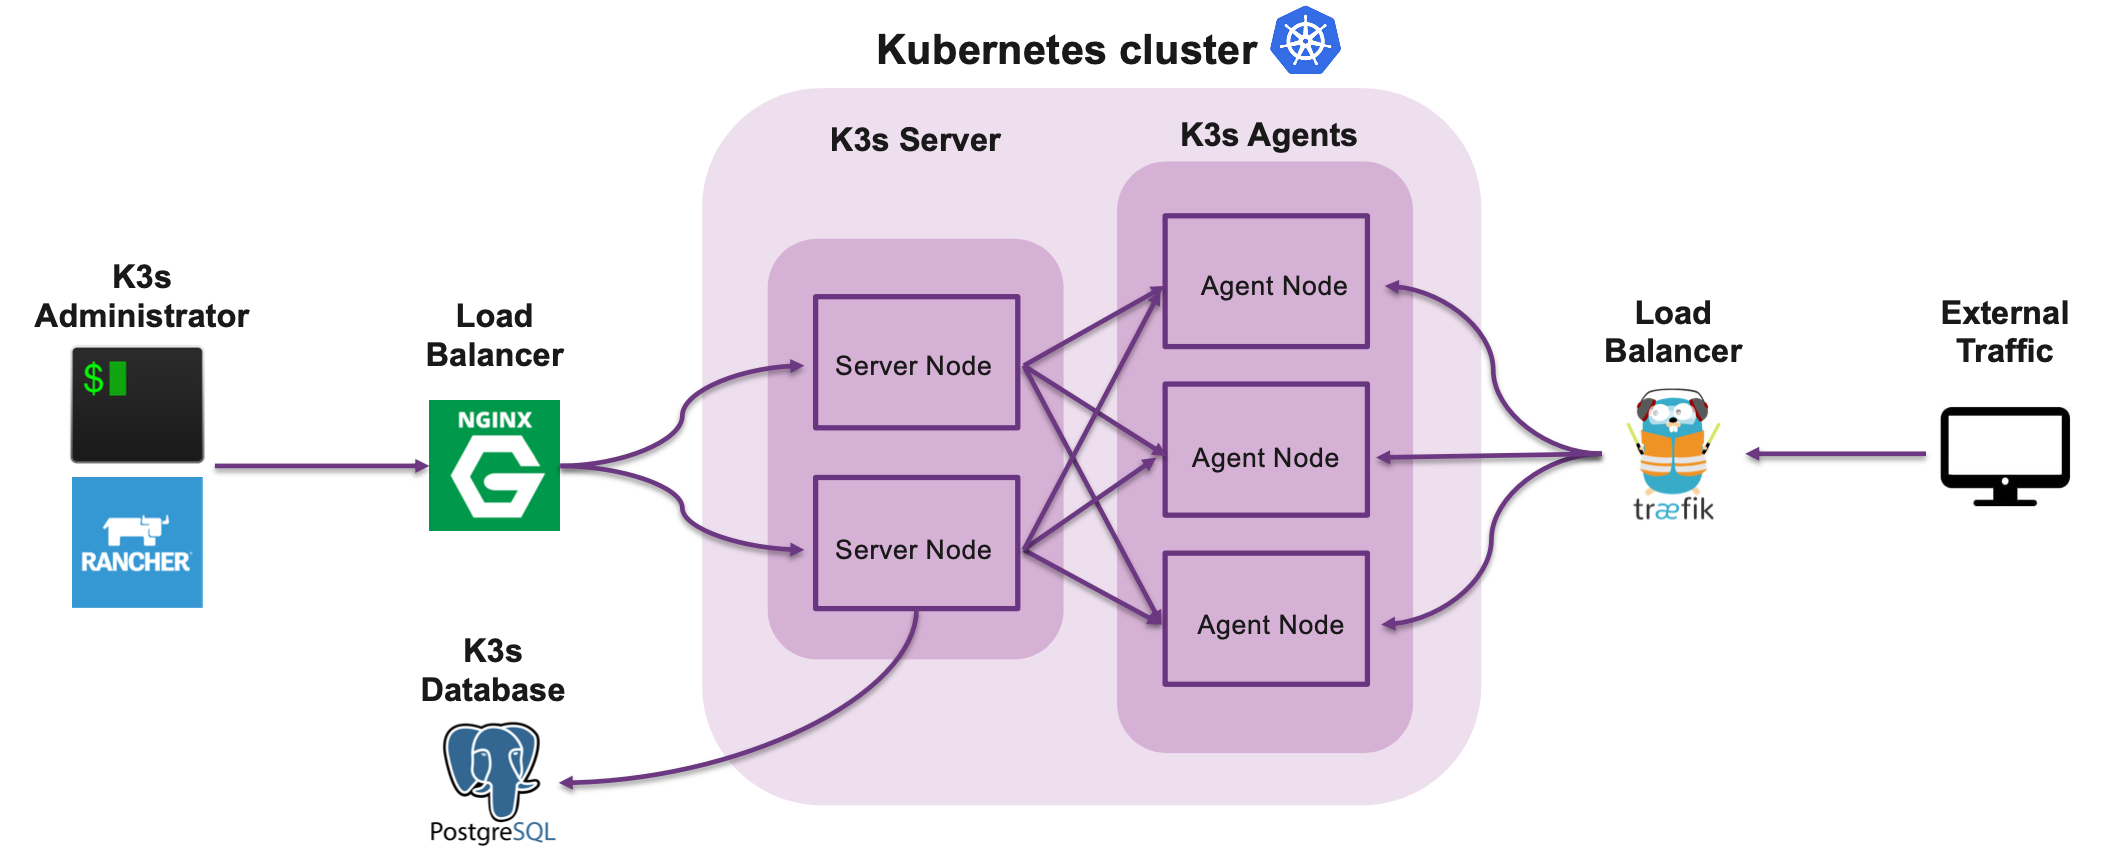 Kubernetes cluster
K3s Server
K3s Agents
K3s
Administrator
$
RANCHER
Load
Balancer
NGINX
Server Node
Server Node
Agent Node
Agent Node
Agent Node
Load
Balancer
træfik
External
Traffic
K3s
Database
PostgreSQL